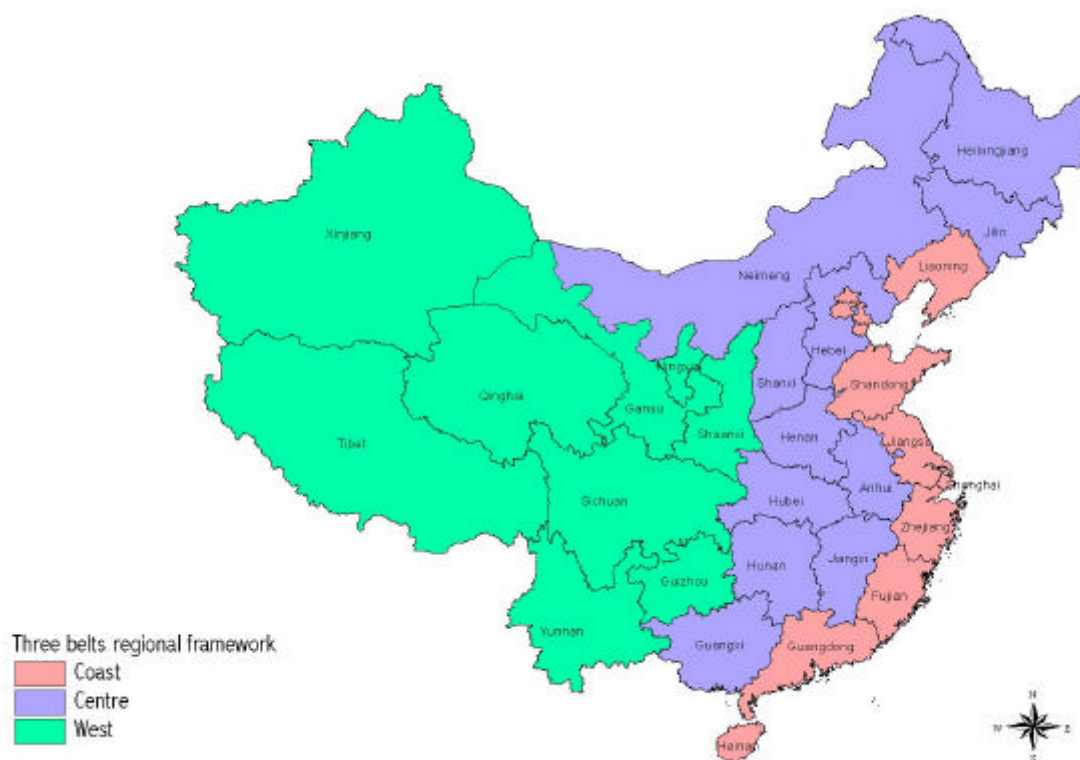 Heilongjiang
Xinjiang
Jilin
Liaoning
Neimeng
Hebei
Ningxia
Shanxi
Shandong
Qinghai
Gansu
Shaanxi
Henan
Jiangsu
Tibet
Anhui
Shanghai
Sichuan
Hubei
Zhejiang
Hunan
Jiangxi
Guizhou
Fujian
Yunnan
Guangxi
Guangdong
Three belts regional framework
Coast
Centre
West
Hainan
N
W
E
S